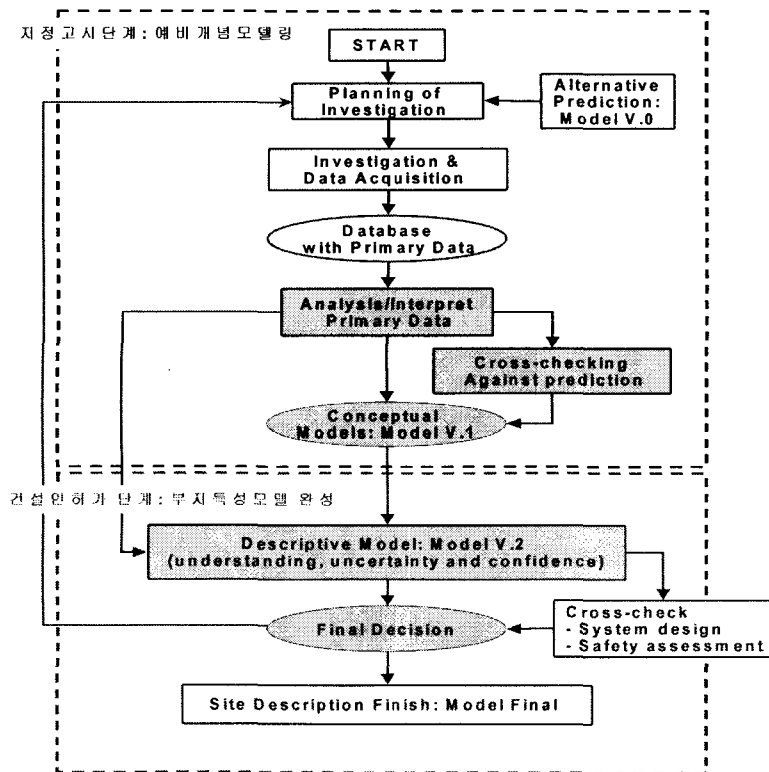 지정고시단계: 예비개념모델링
START
Planning of
Investigation
Alternative
Prediction:
Model V.0
Investigation &
Data Acquisition
Database
with Primary Data
Analysis/Interpret
Primary Data
Cross-checking
Against prediction
Conceptual
Models: Model V.1
건설인허가 단계: 부지특성모델 완성
Descriptive Model: Model V.2
(understanding, uncertainty and confidence)
Final Decision
Cross-check
- System design
- Safety assessment
Site Description Finish: Model Final